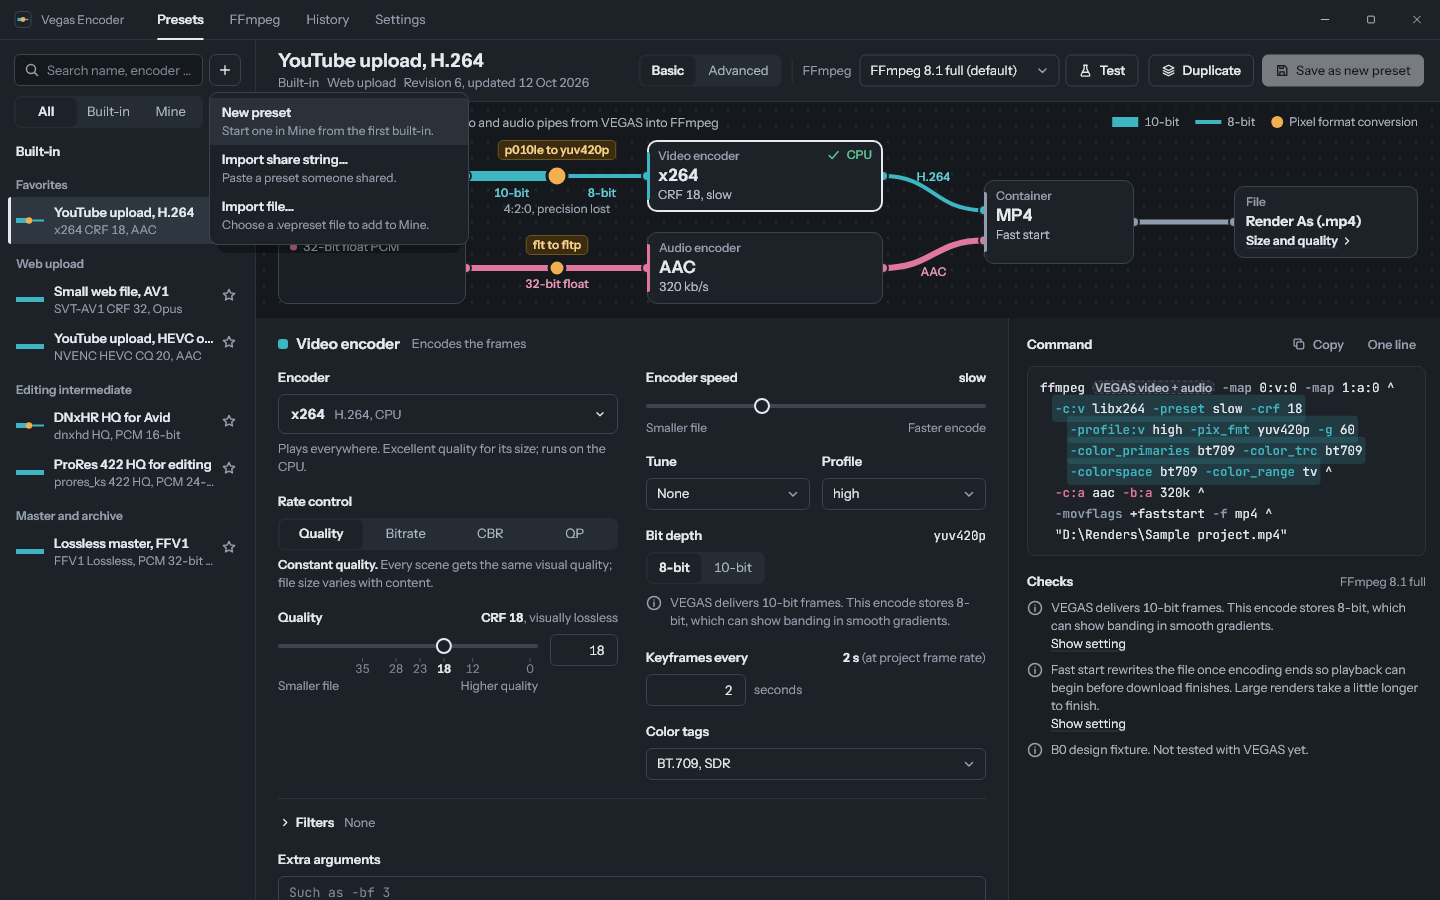 Vegas Encoder
Presets
FFmpeg
History
Settings
Search name, encoder ...
All
Built-in
Mine
New preset
Start one in Mine from the first built-in.
Import share string...
Paste a preset someone shared.
Import file...
Choose a .vepreset file to add to Mine.
Built-in
Favorites
YouTube upload, H.264
x264 CRF 18, AAC
Web upload
Small web file, AV1
SVT-AV1 CRF 32, Opus
YouTube upload, HEVC o...
NVENC HEVC CQ 20, AAC
Editing intermediate
DNxHR HQ for Avid
dnxhd HQ, PCM 16-bit
ProRes 422 HQ for editing
prores_ks 422 HQ, PCM 24-...
Master and archive
Lossless master, FFV1
FFV1 Lossless, PCM 32-bit ...
YouTube upload, H.264
Built-in Web upload Revision 6, updated 12 Oct 2026
Basic
Advanced
FFmpeg
FFmpeg 8.1 full (default)
Test
Duplicate
Save as new preset
o and audio pipes from VEGAS into FFmpeg
10-bit
8-bit
Pixel format conversion
p010le to yuv420p
10-bit
8-bit
4:2:0, precision lost
32-bit float PCM
flt to fltp
32-bit float
Video encoder
CPU
x264
CRF 18, slow
Audio encoder
AAC
320 kb/s
H.264
AAC
Container
MP4
Fast start
File
Render As (.mp4)
Size and quality
Video encoder
Encodes the frames
Encoder
x264 H.264, CPU
Plays everywhere. Excellent quality for its size; runs on the
CPU.
Rate control
Quality
Bitrate
CBR
QP
Constant quality. Every scene gets the same visual quality;
file size varies with content.
Quality
CRF 18, visually lossless
18
35 28 23 18 12 0
Smaller file
Higher quality
Encoder speed
slow
Smaller file
Faster encode
Tune
Profile
None
high
Bit depth
yuv420p
8-bit
10-bit
VEGAS delivers 10-bit frames. This encode stores 8-
bit, which can show banding in smooth gradients.
Keyframes every
2 s (at project frame rate)
2
seconds
Color tags
BT.709, SDR
Filters None
Extra arguments
Such as -bf 3
Command
Copy
One line
ffmpeg VEGAS video + audio -map 0:v:0 -map 1:a:0 ^
-c:v libx264 -preset slow -crf 18
-profile:v high -pix_fmt yuv420p -g 60
-color_primaries bt709 -color_trc bt709
-colorspace bt709 -color_range tv ^
-c:a aac -b:a 320k ^
-movflags +faststart -f mp4 ^
"D:\Renders\Sample project.mp4"
Checks
FFmpeg 8.1 full
VEGAS delivers 10-bit frames. This encode stores 8-bit, which
can show banding in smooth gradients.
Show setting
Fast start rewrites the file once encoding ends so playback can
begin before download finishes. Large renders take a little longer
to finish.
Show setting
B0 design fixture. Not tested with VEGAS yet.